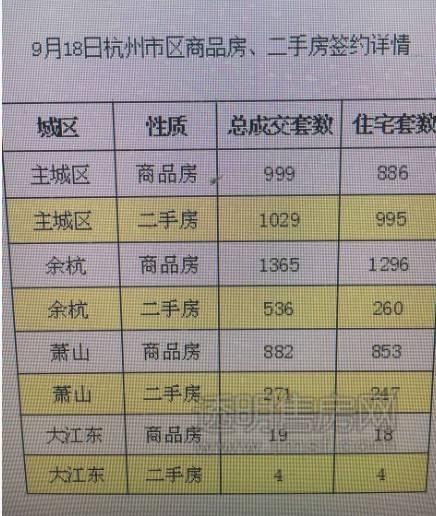 9月18日杭州市区商品房、二手房签约详情
城区 性质 总成交套数 住宅套数
主城区 商品房 999 886
主城区 二手房 1029 995
余杭 商品房 1365 1296
余杭 二手房 536 260
萧山 商品房 882 853
萧山 二手房 271 247
透明售房网
大江东 商品房 19 18
大江东 二手房 4 4